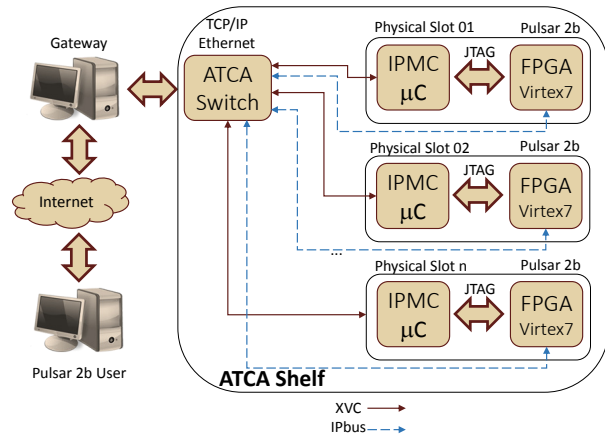 TCP/IP
Ethernet
Gateway
ATCA
Switch
Physical Slot 01
Pulsar 2b
IPMC
μC
JTAG
FPGA
Virtex7
Physical Slot 02
Pulsar 2b
IPMC
μC
JTAG
FPGA
Virtex7
...
Internet
Physical Slot n
Pulsar 2b
IPMC
μC
JTAG
FPGA
Virtex7
Pulsar 2b User
ATCA Shelf
XVC
IPbus